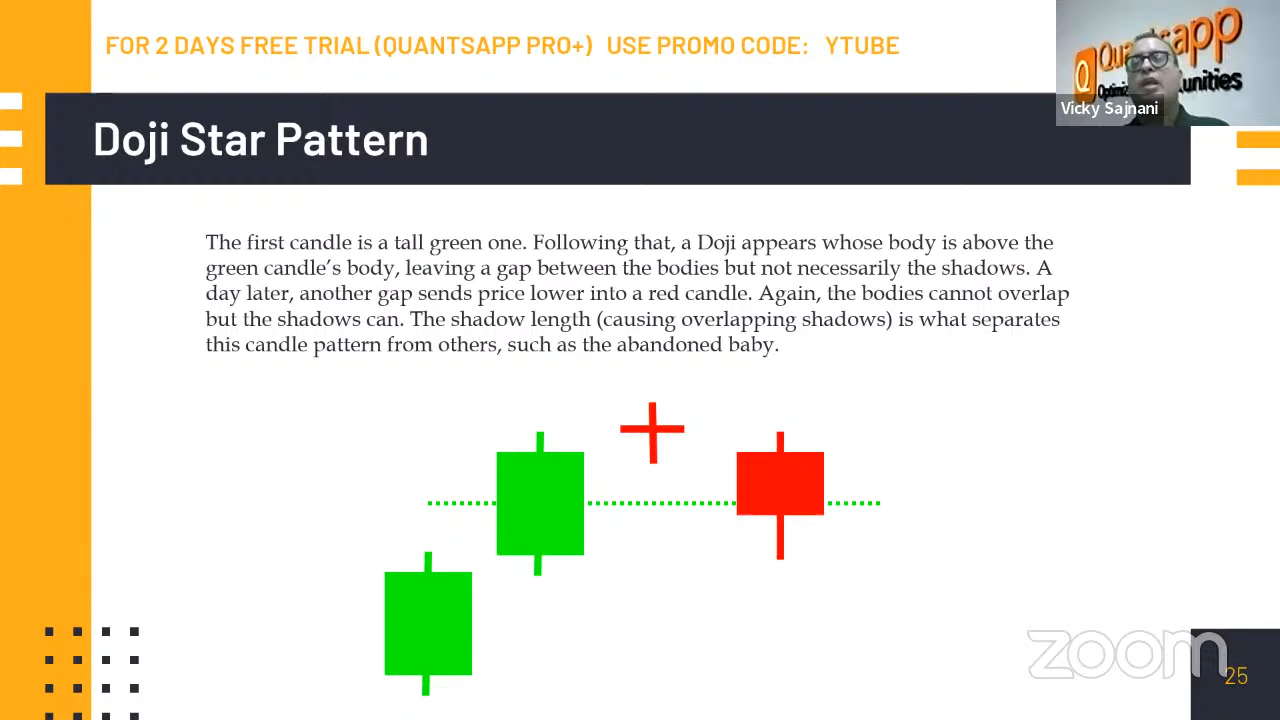 FOR 2 DAYS FREE TRIAL (QUANTSAPP PRO+) USE PROMO CODE: YTUBE
Quantsapp
Vicky Sajnani
Doji Star Pattern
The first candle is a tall green one. Following that, a Doji appears whose body is above the
green candle’s body, leaving a gap between the bodies but not necessarily the shadows. A
day later, another gap sends price lower into a red candle. Again, the bodies cannot overlap
but the shadows can. The shadow length (causing overlapping shadows) is what separates
this candle pattern from others, such as the abandoned baby.
zoom
25